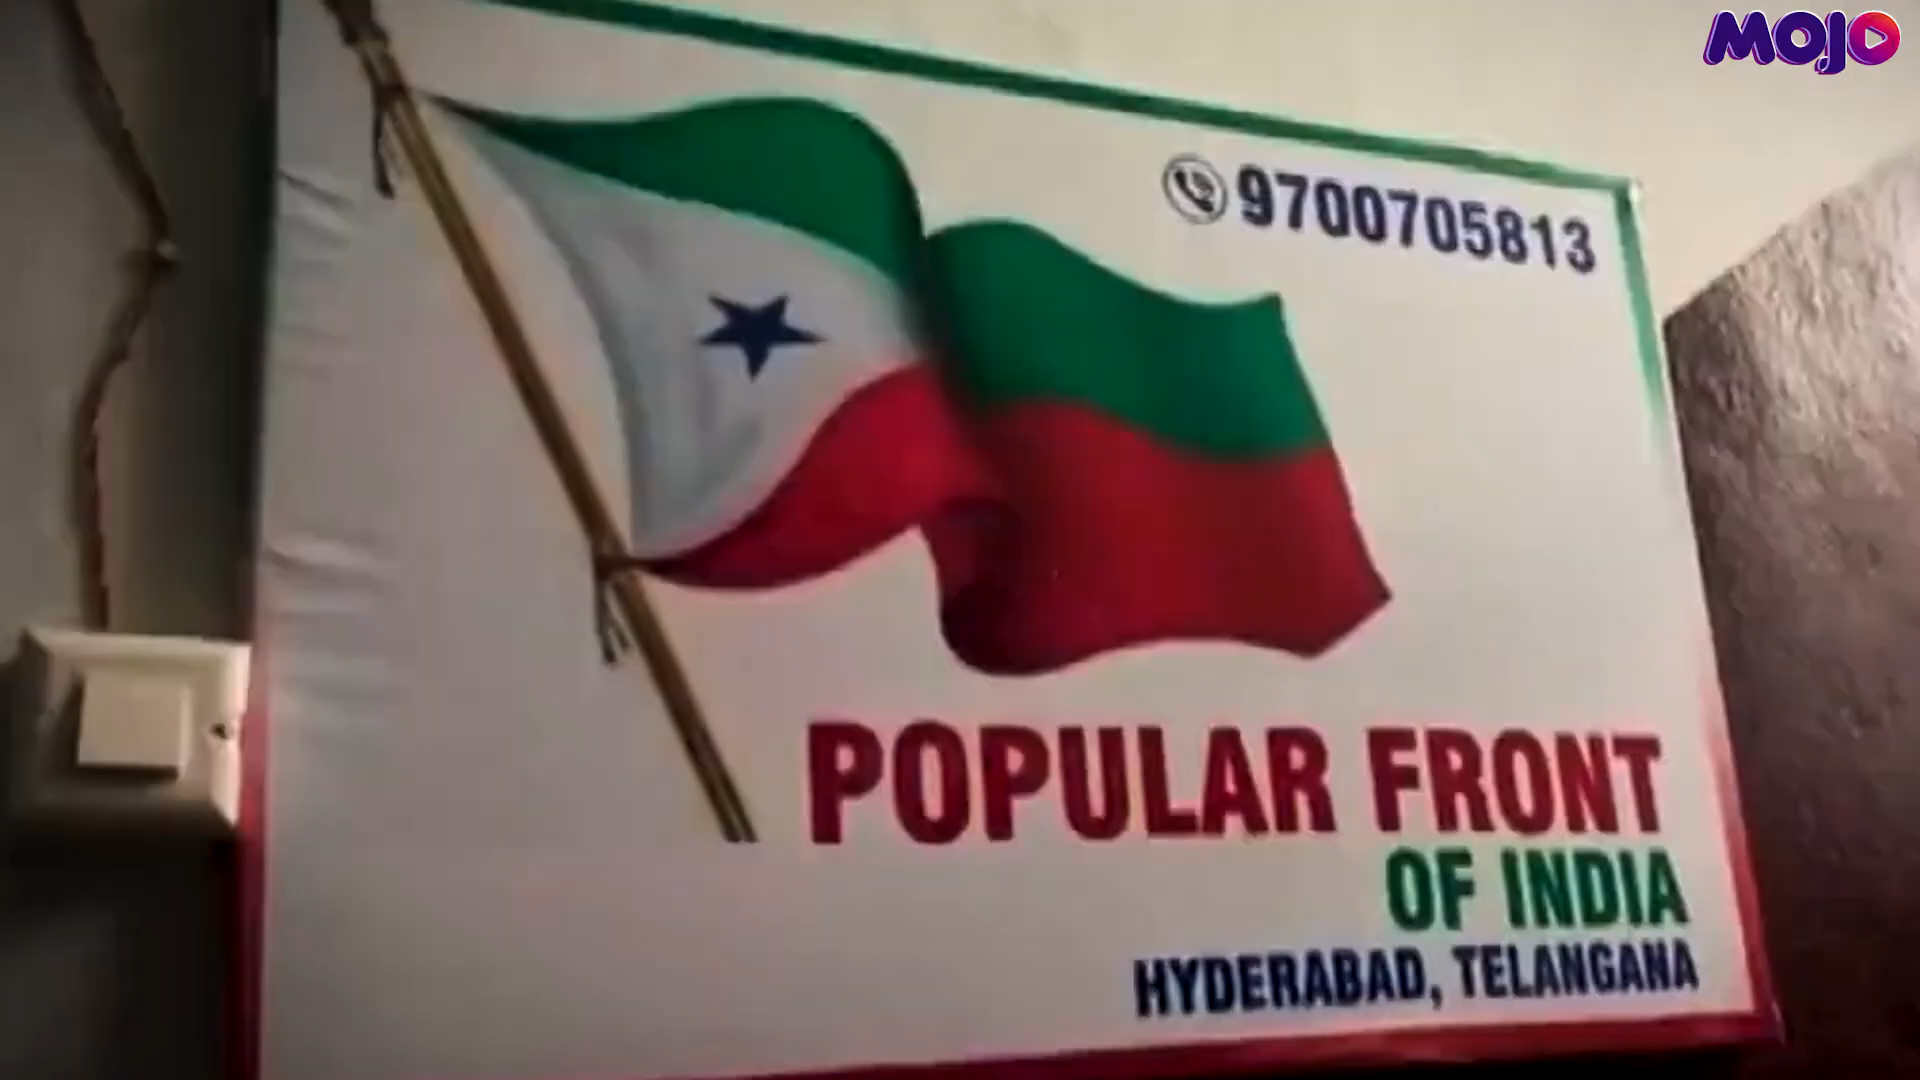 MOJO
9700705813
POPULAR FRONT
OF INDIA
HYDERABAD, TELANGANA